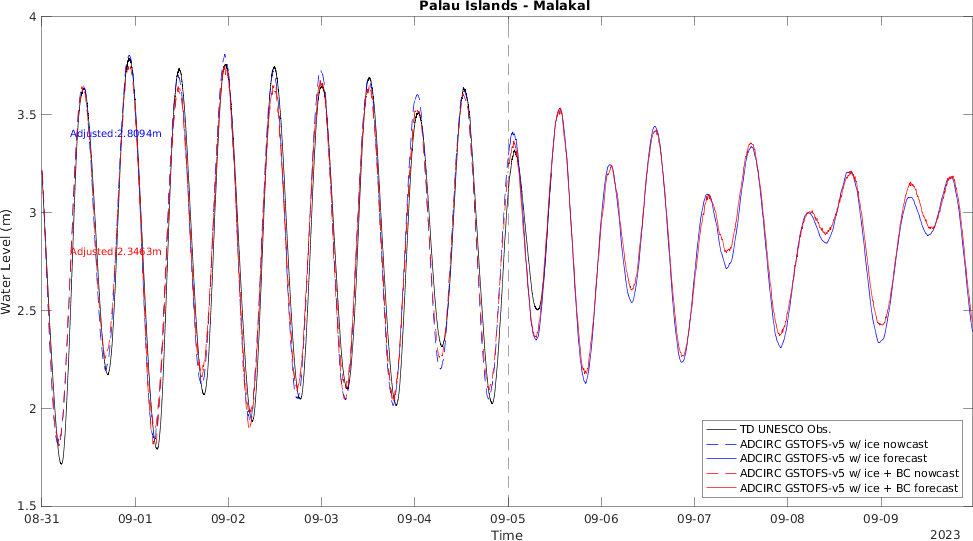 Palau Islands - Malakal
Water Level (m)
4
3.5
3
2.5
2
1.5
Adjusted:2.8094m
Adjusted:2.3463m
TD UNESCO Obs.
ADCIRC GSTOFS-v5 w/ ice nowcast
ADCIRC GSTOFS-v5 w/ ice forecast
ADCIRC GSTOFS-v5 w/ ice + BC nowcast
ADCIRC GSTOFS-v5 w/ ice + BC forecast
08-31 09-01 09-02 09-03 09-04 09-05 09-06 09-07 09-08 09-09
Time
2023